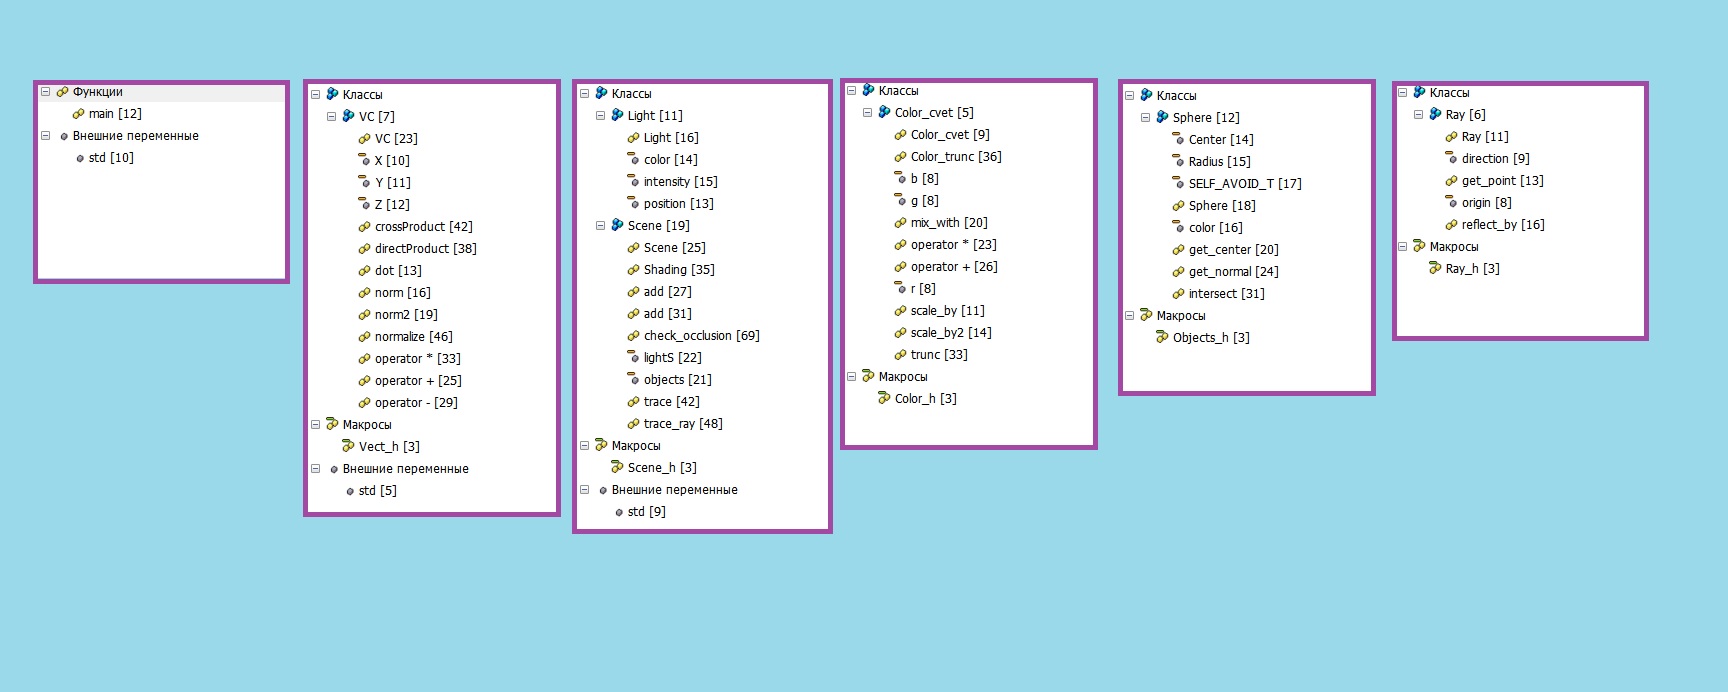 Функции
main [12]
Внешние переменные
std [10]
Классы
VC [7]
VC [23]
X [10]
Y [11]
Z [12]
crossProduct [42]
directProduct [38]
dot [13]
norm [16]
norm2 [19]
normalize [46]
operator * [33]
operator + [25]
operator - [29]
Макросы
Vect_h [3]
Внешние переменные
std [5]
Классы
Light [11]
Light [16]
color [14]
intensity [15]
position [13]
Scene [19]
Scene [25]
Shading [35]
add [27]
add [31]
check_occlusion [69]
lightS [22]
objects [21]
trace [42]
trace_ray [48]
Макросы
Scene_h [3]
Внешние переменные
std [9]
Классы
Color_cvet [5]
Color_cvet [9]
Color_trunc [36]
b [8]
g [8]
mix_with [20]
operator * [23]
operator + [26]
r [8]
scale_by [11]
scale_by2 [14]
trunc [33]
Макросы
Color_h [3]
Классы
Sphere [12]
Center [14]
Radius [15]
SELF_AVOID_T [17]
Sphere [18]
color [16]
get_center [20]
get_normal [24]
intersect [31]
Макросы
Objects_h [3]
Классы
Ray [6]
Ray [11]
direction [9]
get_point [13]
origin [8]
reflect_by [16]
Макросы
Ray_h [3]